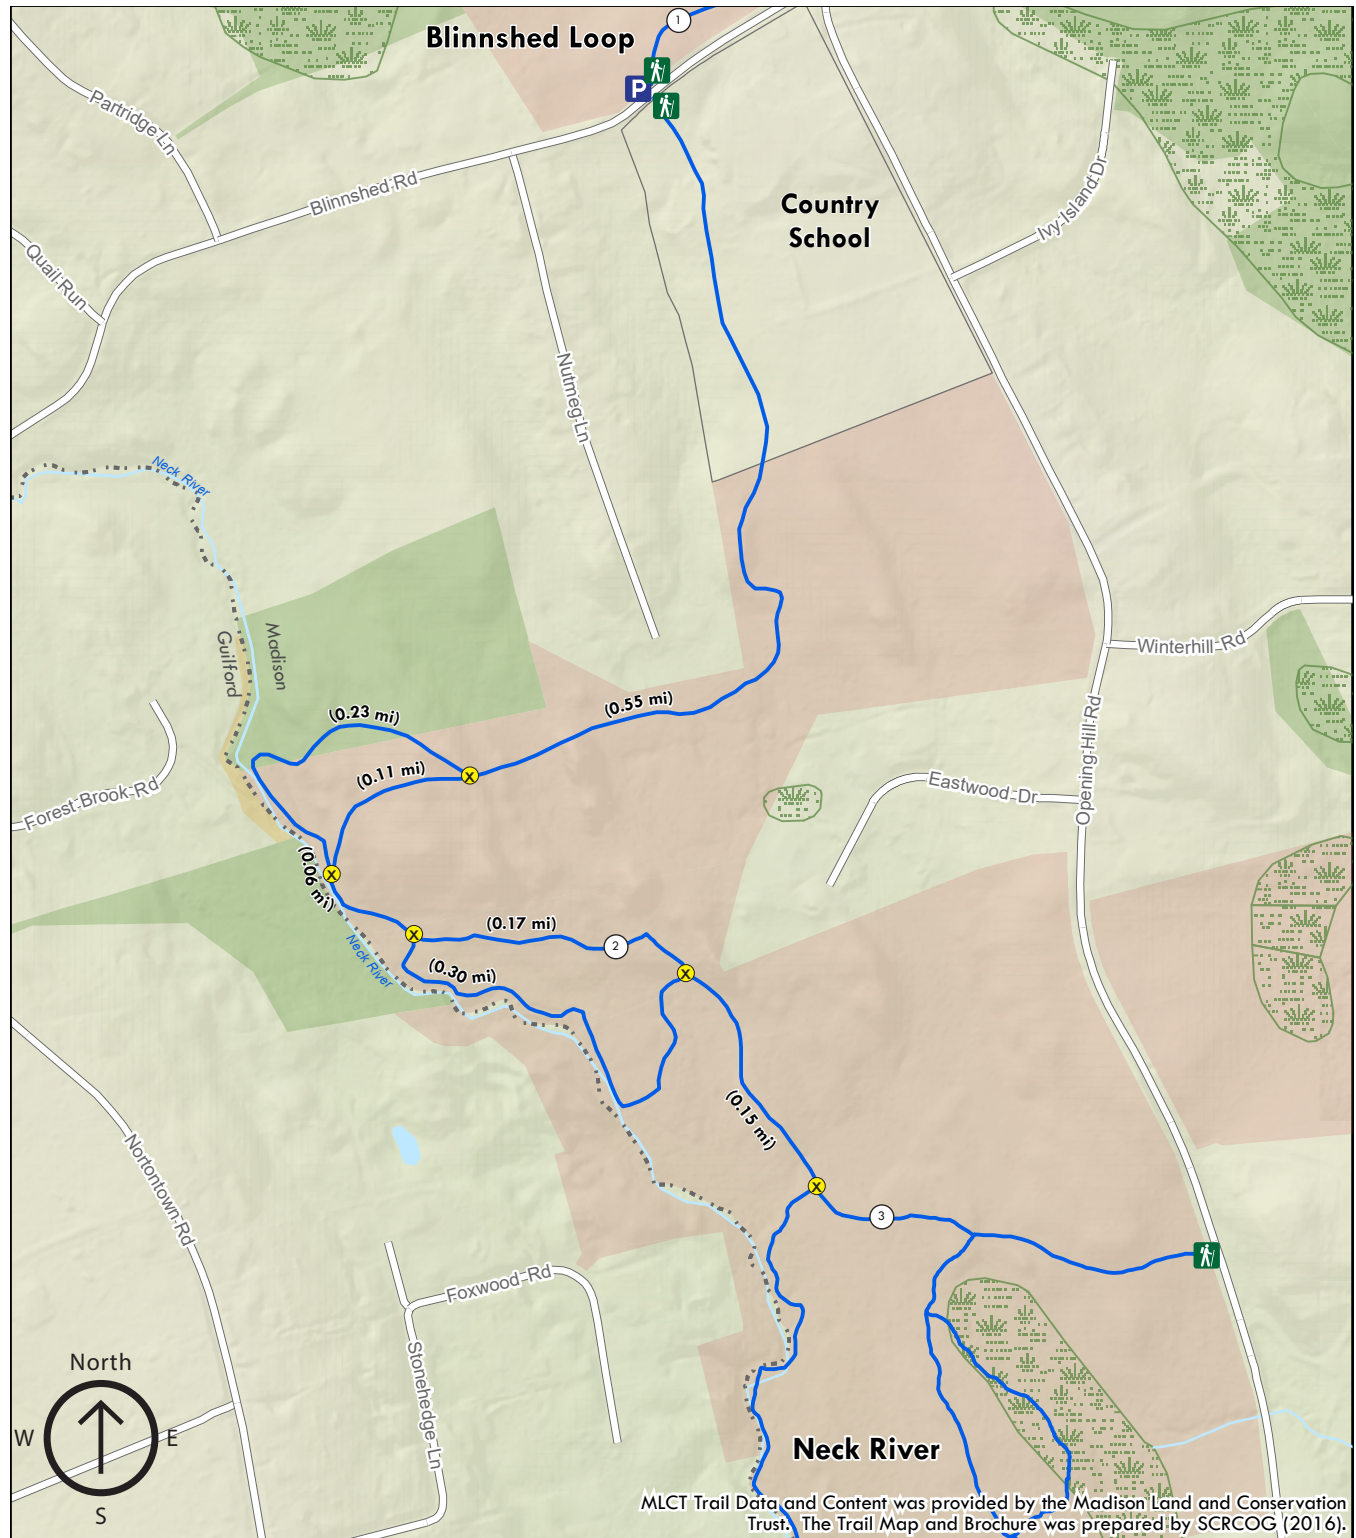 1
Blinnshed Loop
P
Partridge Ln
Blinnshed Rd
Country
School
Ivy Island Dr
Quail Run
Nutmeg Ln
Neck River
Guilford
Madison
Winterhill Rd
(0.55 mi)
(0.23 mi)
Opening Hill Rd
(0.11 mi)
X
Eastwood Dr
Forest Brook Rd
(0.06 mi)
X
X
(0.17 mi)
2
Neck River
(0.30 mi)
X
(0.15 mi)
Nortontown Rd
X
3
Foxwood Rd
Stonehedge Ln
North
W
E
S
Neck River
MLCT Trail Data and Content was provided by the Madison Land and Conservation
Trust. The Trail Map and Brochure was prepared by SCRCOG (2016).